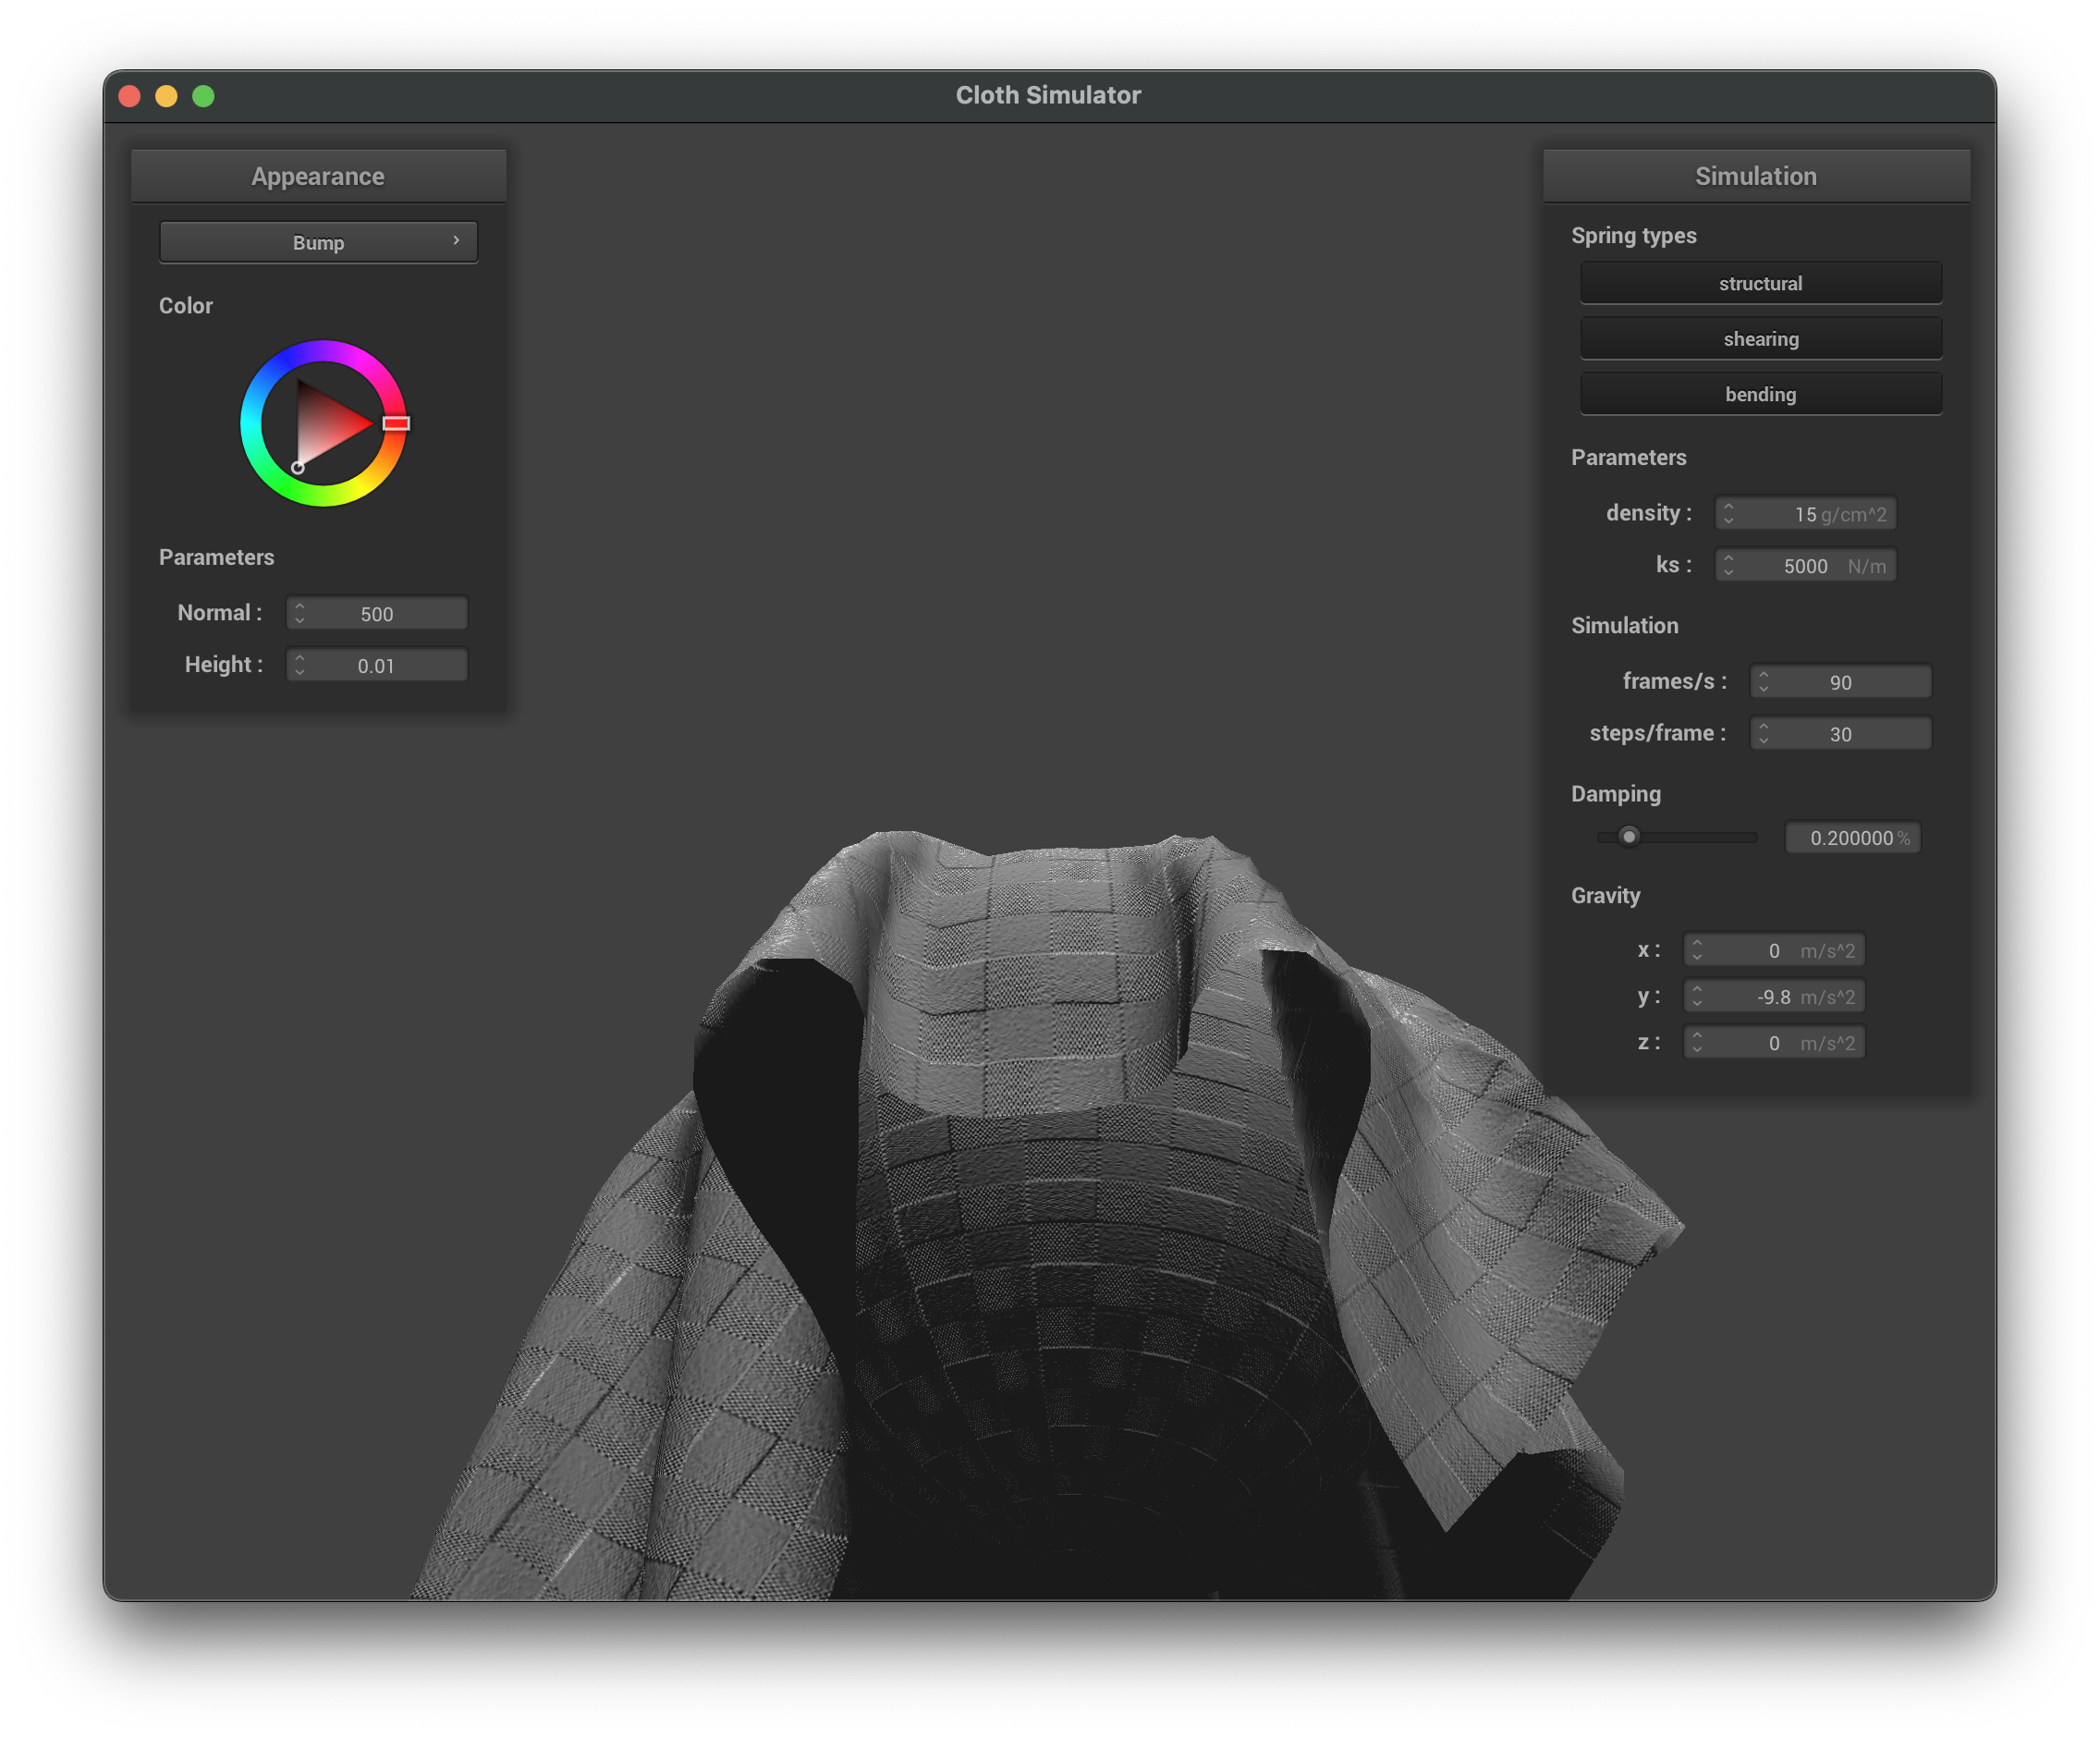 Cloth Simulator
Appearance
Bump
Color
Parameters
Normal : 500
Height : 0.01
Simulation
Spring types
structural
shearing
bending
Parameters
density : 15 g/cm^2
ks : 5000 N/m
Simulation
frames/s : 90
steps/frame : 30
Damping
0.200000 %
Gravity
x : 0 m/s^2
y : -9.8 m/s^2
z : 0 m/s^2